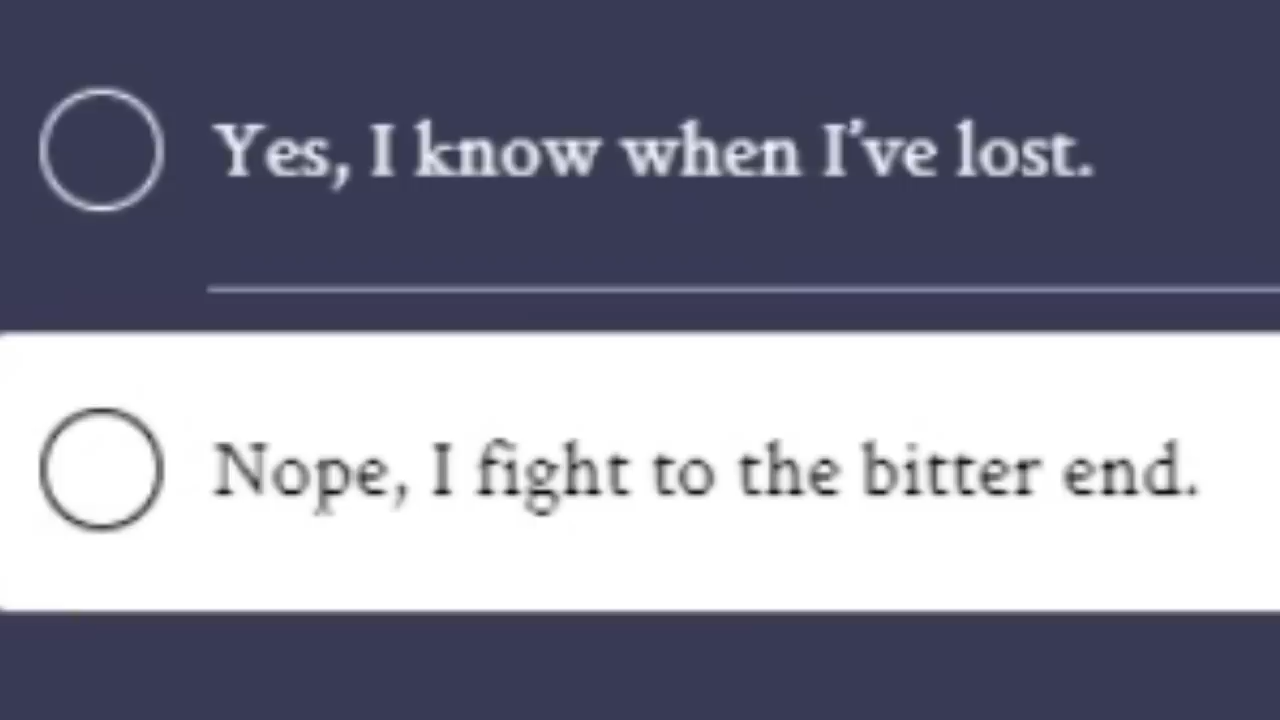 Yes, I know when I’ve lost.
Nope, I fight to the bitter end.